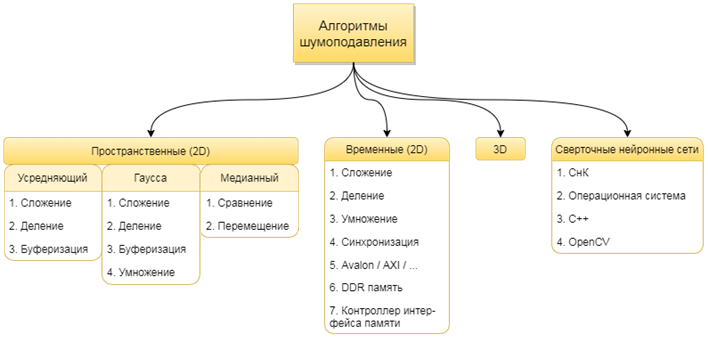 Алгоритмы
шумоподавления
Пространственные (2D)
Усредняющий
1. Сложение
2. Деление
3. Буферизация
Гаусса
1. Сложение
2. Деление
3. Буферизация
4. Умножение
Медианный
1. Сравнение
2. Перемещение
Временные (2D)
1. Сложение
2. Деление
3. Умножение
4. Синхронизация
5. Avalon / AXI / ...
6. DDR память
7. Контроллер интер-
фейса памяти
3D
Сверточные нейронные сети
1. СнК
2. Операционная система
3. C++
4. OpenCV